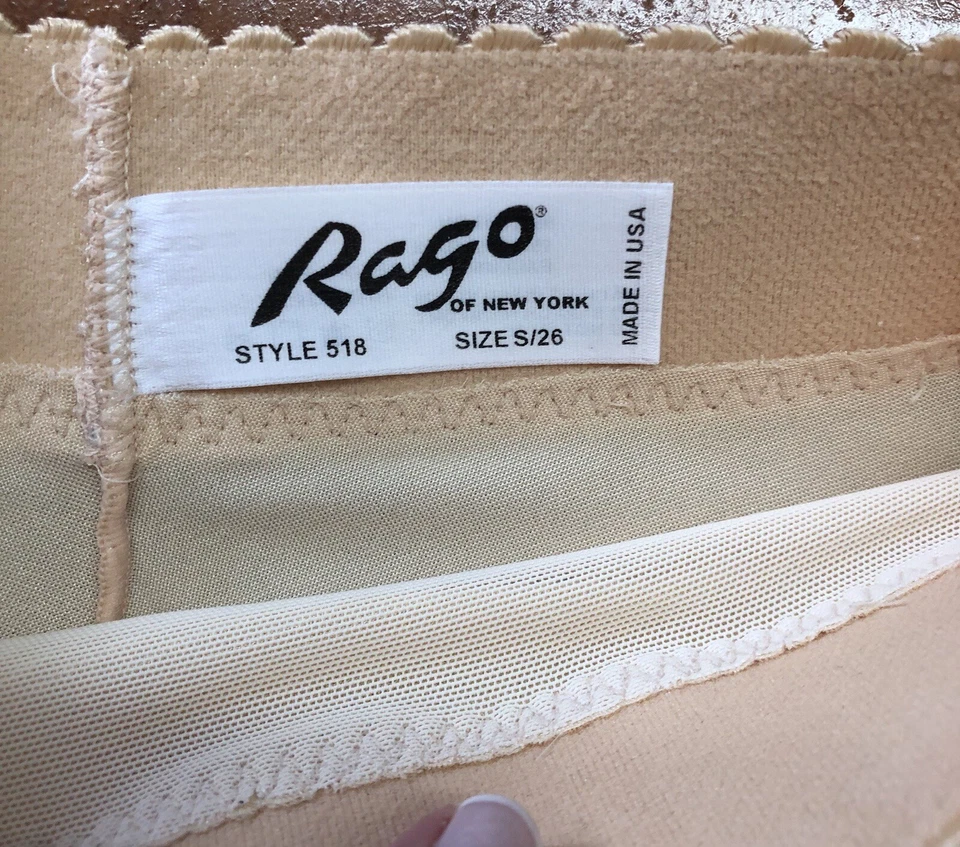 Rago®
OF NEW YORK
STYLE 518 SIZE S/26
MADE IN USA